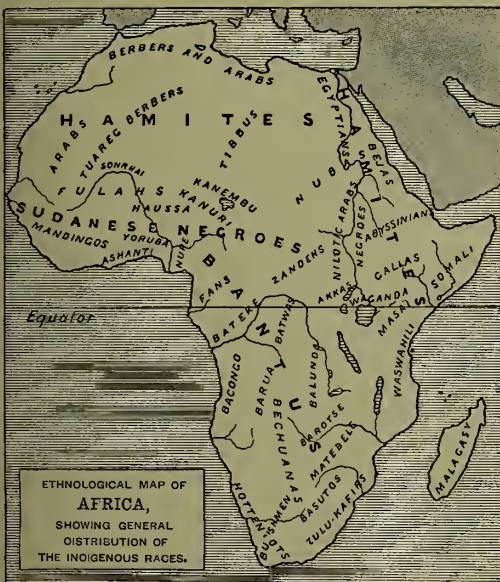 BERBERS AND ARABS
HAMITES
ARABS
TUAREG BERBERS
TIBBUS
EGYPTIANS
HAMITES
BEJAS
SONRHAI
FULAHS
HAUSSA
KANURI
KANEMBU
NUBA
SUDANESE NEGROES
MANDINGOS
YORUBA
ASHANTI
NUPE
NILOTIC NEGROES
ARABS
ABYSSINIANS
GALLAS
SOMALI
ZANDEHS
AKKAS
WAGANDA
MASAI
FANS
BANTUS
Equator
BATEKE
BATWAS
WASWAHILI
BACONGO
BARUA
BALUNDA
BECHUANAS
BAROTSE
MATEBELE
BASUTOS
ZULU-KAFIRS
HOTTENTOTS
BUSHMEN
MALAGASY
ETHNOLOGICAL MAP OF
AFRICA,
SHOWING GENERAL
DISTRIBUTION OF
THE INDIGENOUS RACES.